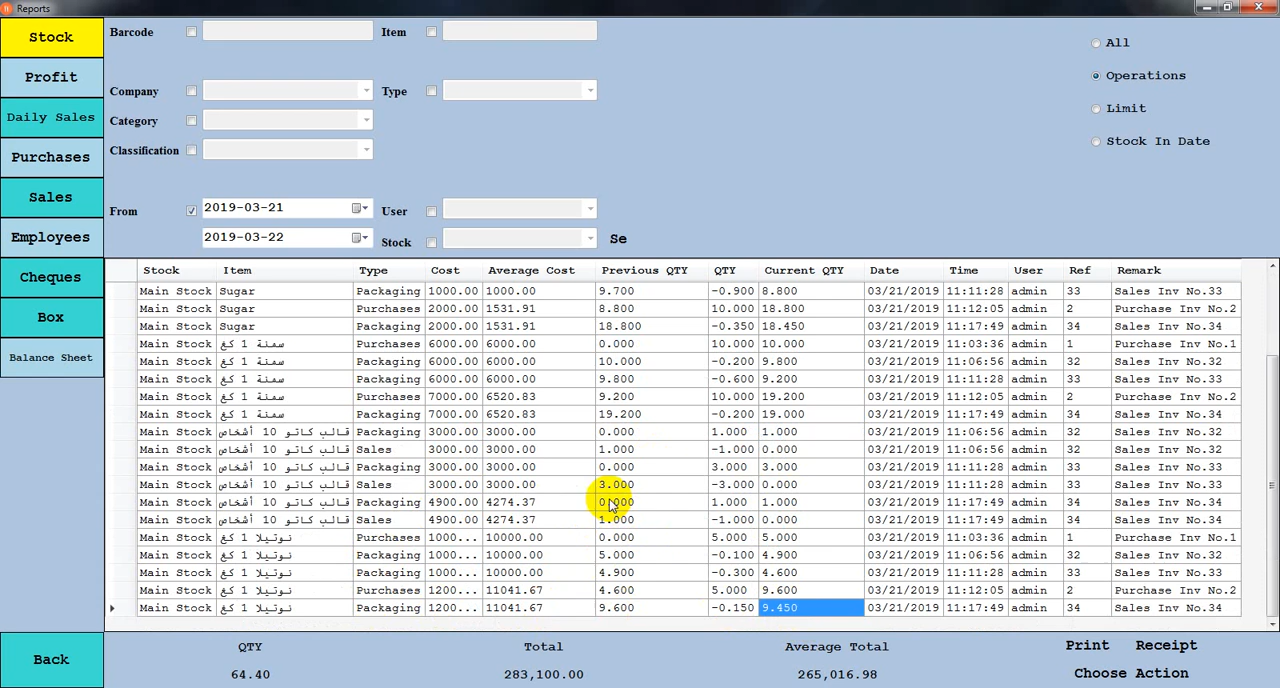 Reports
Stock
Profit
Daily Sales
Purchases
Sales
Employees
Cheques
Box
Balance Sheet
Back
Barcode Item
Company Type
Category
Classification
From 2019-03-21 User
2019-03-22 Stock Se
All
Operations
Limit
Stock In Date
Stock Item Type Cost Average Cost Previous QTY QTY Current QTY Date Time User Ref Remark
Main Stock Sugar Packaging 1000.00 1000.00 9.700 -0.900 8.800 03/21/2019 11:11:28 admin 33 Sales Inv No.33
Main Stock Sugar Purchases 2000.00 1531.91 8.800 10.000 18.800 03/21/2019 11:12:05 admin 2 Purchase Inv No.2
Main Stock Sugar Packaging 2000.00 1531.91 18.800 -0.350 18.450 03/21/2019 11:17:49 admin 34 Sales Inv No.34
Main Stock سمنة 1 كغ Purchases 6000.00 6000.00 0.000 10.000 10.000 03/21/2019 11:03:36 admin 1 Purchase Inv No.1
Main Stock سمنة 1 كغ Packaging 6000.00 6000.00 10.000 -0.200 9.800 03/21/2019 11:06:56 admin 32 Sales Inv No.32
Main Stock سمنة 1 كغ Packaging 6000.00 6000.00 9.800 -0.600 9.200 03/21/2019 11:11:28 admin 33 Sales Inv No.33
Main Stock سمنة 1 كغ Purchases 7000.00 6520.83 9.200 10.000 19.200 03/21/2019 11:12:05 admin 2 Purchase Inv No.2
Main Stock سمنة 1 كغ Packaging 7000.00 6520.83 19.200 -0.200 19.000 03/21/2019 11:17:49 admin 34 Sales Inv No.34
Main Stock قالب كاتو 10 أشخاص Packaging 3000.00 3000.00 0.000 1.000 1.000 03/21/2019 11:06:56 admin 32 Sales Inv No.32
Main Stock قالب كاتو 10 أشخاص Sales 3000.00 3000.00 1.000 -1.000 0.000 03/21/2019 11:06:56 admin 32 Sales Inv No.32
Main Stock قالب كاتو 10 أشخاص Packaging 3000.00 3000.00 0.000 3.000 3.000 03/21/2019 11:11:28 admin 33 Sales Inv No.33
Main Stock قالب كاتو 10 أشخاص Sales 3000.00 3000.00 3.000 -3.000 0.000 03/21/2019 11:11:28 admin 33 Sales Inv No.33
Main Stock قالب كاتو 10 أشخاص Packaging 4900.00 4274.37 0.000 1.000 1.000 03/21/2019 11:17:49 admin 34 Sales Inv No.34
Main Stock قالب كاتو 10 أشخاص Sales 4900.00 4274.37 1.000 -1.000 0.000 03/21/2019 11:17:49 admin 34 Sales Inv No.34
Main Stock نوتيلا 1 كغ Purchases 1000... 10000.00 0.000 5.000 5.000 03/21/2019 11:03:36 admin 1 Purchase Inv No.1
Main Stock نوتيلا 1 كغ Packaging 1000... 10000.00 5.000 -0.100 4.900 03/21/2019 11:06:56 admin 32 Sales Inv No.32
Main Stock نوتيلا 1 كغ Packaging 1000... 10000.00 4.900 -0.300 4.600 03/21/2019 11:11:28 admin 33 Sales Inv No.33
Main Stock نوتيلا 1 كغ Purchases 1200... 11041.67 4.600 5.000 9.600 03/21/2019 11:12:05 admin 2 Purchase Inv No.2
Main Stock نوتيلا 1 كغ Packaging 1200... 11041.67 9.600 -0.150 9.450 03/21/2019 11:17:49 admin 34 Sales Inv No.34
QTY Total Average Total Print Receipt
64.40 283,100.00 265,016.98 Choose Action